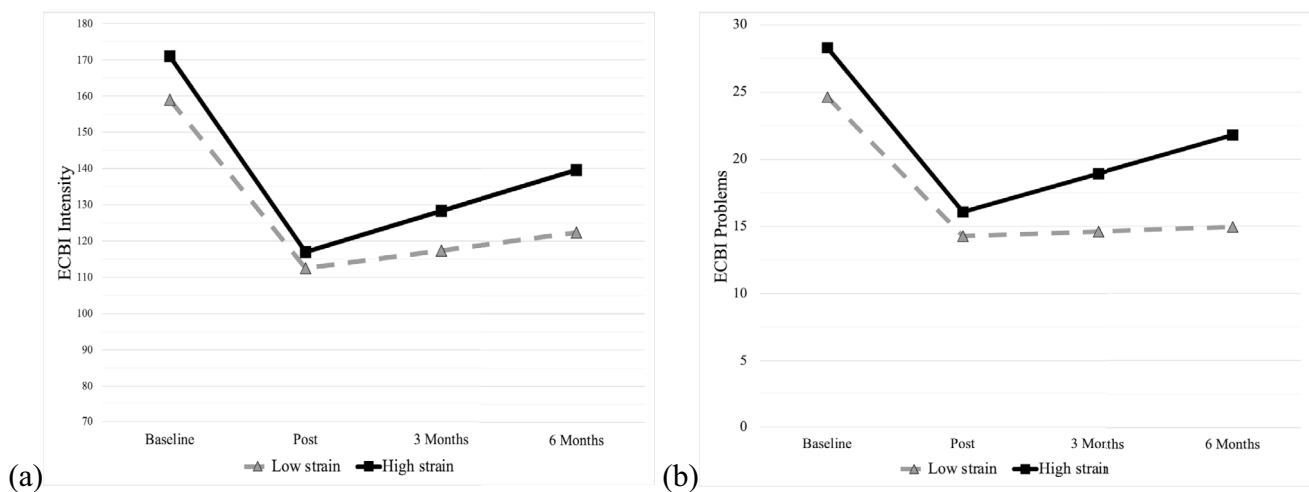 180
170
160
150
140
130
120
110
100
90
80
70
ECBI Intensity
Baseline
Post
3 Months
6 Months
Low strain
High strain
(a)
30
25
20
15
10
5
0
ECBI Problems
Baseline
Post
3 Months
6 Months
Low strain
High strain
(b)